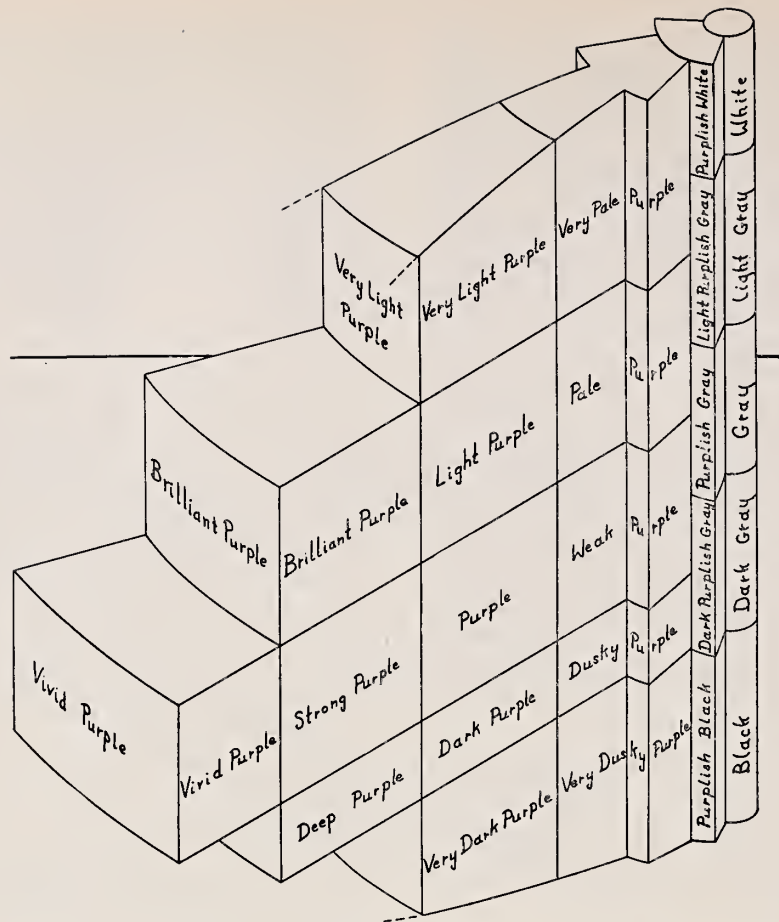 White
Light Gray
Gray
Dark Gray
Black
Purplish White
Light Purplish Gray
Purplish Gray
Dark Purplish Gray
Purplish Black
Very Light
Purple
Very Light Purple
Very Pale Purple
Brilliant Purple
Brilliant Purple
Light Purple
Pale Purple
Vivid Purple
Vivid Purple
Strong Purple
Purple
Weak Purple
Deep Purple
Dark Purple
Dusky Purple
Very Dark Purple
Very Dusky Purple